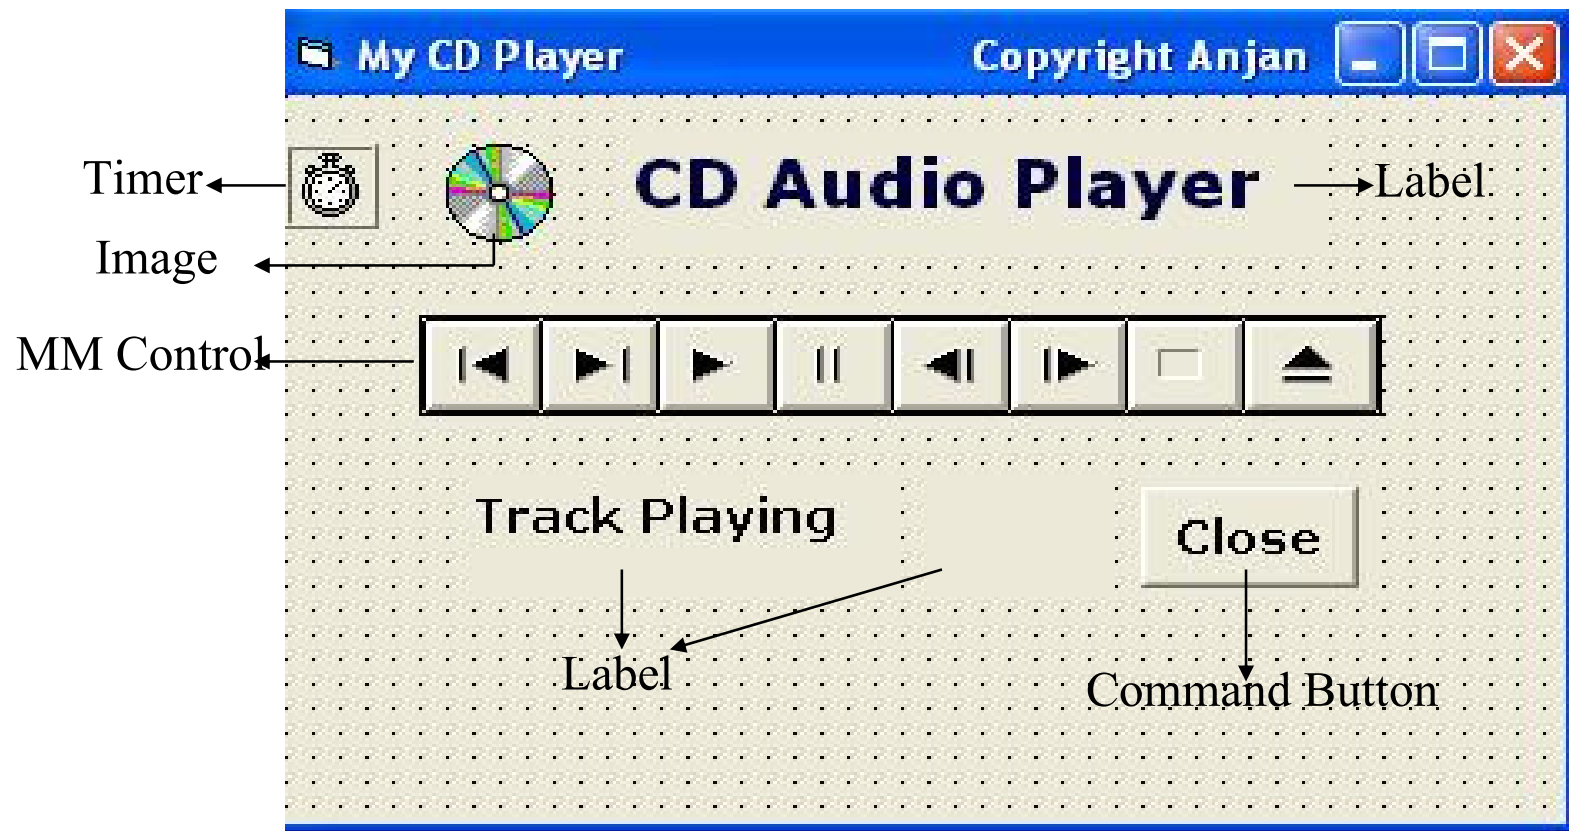 My CD Player Copyright Anjan
Timer
CD Audio Player
Label
Image
MM Control
Track Playing
Close
Label
Command Button